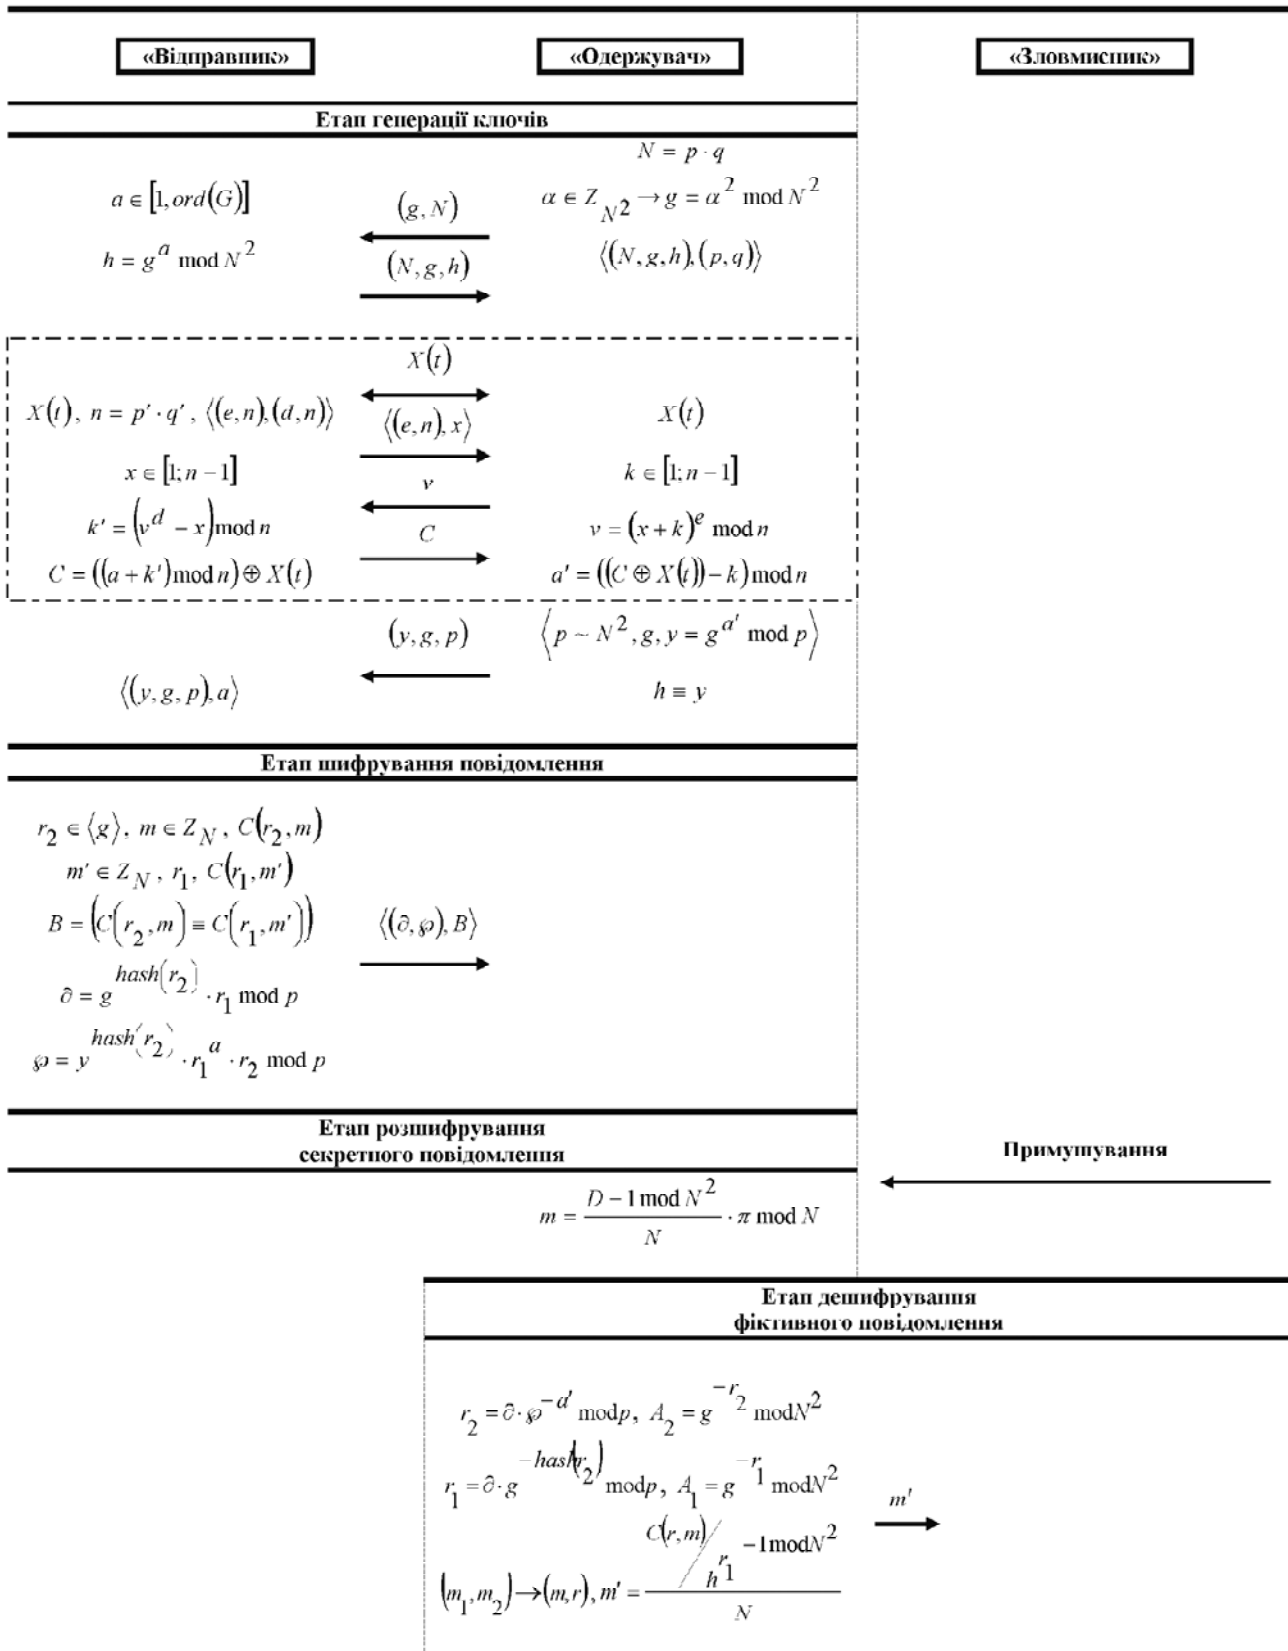 «Відправник» «Одержувач» «Зловмисник»
Етап генерації ключів
N = p · q
a ∈ [1, ord(G)] (g, N) α ∈ Z_{N^2} → g = α^2 mod N^2
h = g^a mod N^2 (N, g, h) ⟨(N, g, h), (p, q)⟩
X(t)
X(t), n = p' · q', ⟨(e, n), (d, n)⟩ ⟨(e, n), x⟩ X(t)
x ∈ [1; n − 1] v k ∈ [1; n − 1]
k' = (v^d − x) mod n C v = (x + k)^e mod n
C = ((a + k') mod n) ⊕ X(t) a' = ((C ⊕ X(t)) − k) mod n
(y, g, p) ⟨p ~ N^2, g, y = g^{a'} mod p⟩
⟨(y, g, p), a⟩ h ≡ y
Етап шифрування повідомлення
r_2 ∈ ⟨g⟩, m ∈ Z_N, C(r_2, m)
m' ∈ Z_N, r_1, C(r_1, m')
B = (C(r_2, m) ≡ C(r_1, m')) ⟨(∂, ℘), B⟩
∂ = g^{hash(r_2)} · r_1 mod p
℘ = y^{hash(r_2)} · r_1^a · r_2 mod p
Етап розшифрування
секретного повідомлення
Примушування
m = \frac{D − 1 mod N^2}{N} · π mod N
Етап дешифрування
фіктивного повідомлення
r_2 = ∂ · ℘^{−a'} mod p, A_2 = g^{−r_2} mod N^2
r_1 = ∂ · g^{−hash(r_2)} mod p, A_1 = g^{−r_1} mod N^2 m'
(m_1, m_2) → (m, r), m' = \frac{C(r, m) / h^{r_1} − 1 mod N^2}{N}